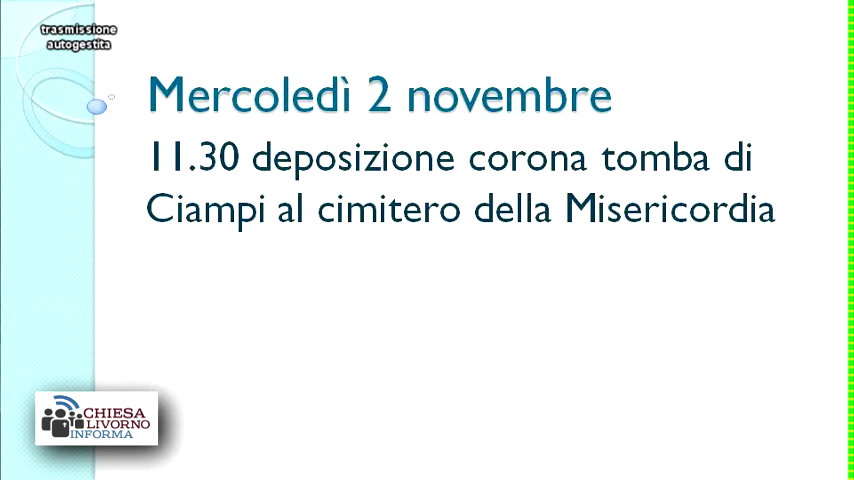 trasmissione
autogestita
Mercoledì 2 novembre
11.30 deposizione corona tomba di
Ciampi al cimitero della Misericordia
CHIESA
LIVORNO
INFORMA